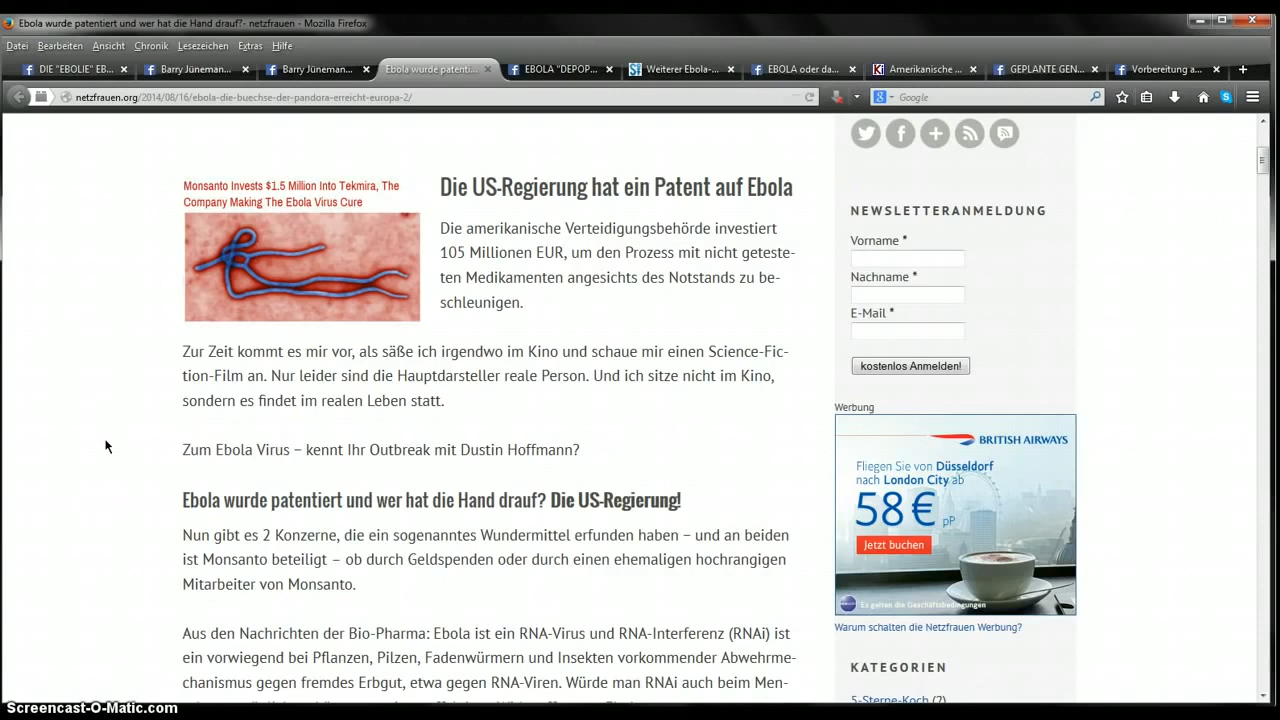 Ebola wurde patentiert und wer hat die Hand drauf?- netzfrauen - Mozilla Firefox
Datei Bearbeiten Ansicht Chronik Lesezeichen Extras Hilfe
DIE "EBOLIE" EB... Barry Jüneman... Barry Jüneman... Ebola wurde patenti... EBOLA "DEPOP... Weiterer Ebola-... EBOLA oder da... Amerikanische ... GEPLANTE GEN... Vorbereitung a...
netzfrauen.org/2014/08/16/ebola-die-buechse-der-pandora-erreicht-europa-2/
Google
Monsanto Invests $1.5 Million Into Tekmira, The
Company Making The Ebola Virus Cure
Die US-Regierung hat ein Patent auf Ebola
Die amerikanische Verteidigungsbehörde investiert
105 Millionen EUR, um den Prozess mit nicht geteste-
ten Medikamenten angesichts des Notstands zu be-
schleunigen.
Zur Zeit kommt es mir vor, als säße ich irgendwo im Kino und schaue mir einen Science-Fic-
tion-Film an. Nur leider sind die Hauptdarsteller reale Person. Und ich sitze nicht im Kino,
sondern es findet im realen Leben statt.
Zum Ebola Virus – kennt Ihr Outbreak mit Dustin Hoffmann?
Ebola wurde patentiert und wer hat die Hand drauf? Die US-Regierung!
Nun gibt es 2 Konzerne, die ein sogenanntes Wundermittel erfunden haben – und an beiden
ist Monsanto beteiligt – ob durch Geldspenden oder durch einen ehemaligen hochrangigen
Mitarbeiter von Monsanto.
Aus den Nachrichten der Bio-Pharma: Ebola ist ein RNA-Virus und RNA-Interferenz (RNAi) ist
ein vorwiegend bei Pflanzen, Pilzen, Fadenwürmern und Insekten vorkommender Abwehrme-
chanismus gegen fremdes Erbgut, etwa gegen RNA-Viren. Würde man RNAi auch beim Men-
NEWSLETTERANMELDUNG
Vorname *
Nachname *
E-Mail *
kostenlos Anmelden!
Werbung
BRITISH AIRWAYS
Fliegen Sie von Düsseldorf
nach London City ab
58 € pP
Jetzt buchen
Es gelten die Geschäftsbedingungen
Warum schalten die Netzfrauen Werbung?
KATEGORIEN
5-Sterne-Koch (2)
Screencast-O-Matic.com